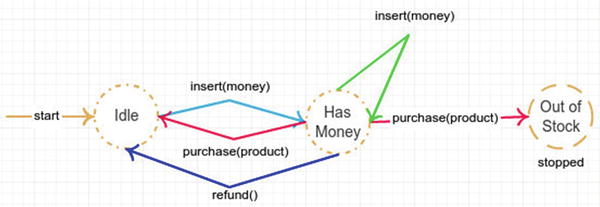 insert(money)
start
Idle
insert(money)
purchase(product)
refund()
Has
Money
purchase(product)
Out of
Stock
stopped